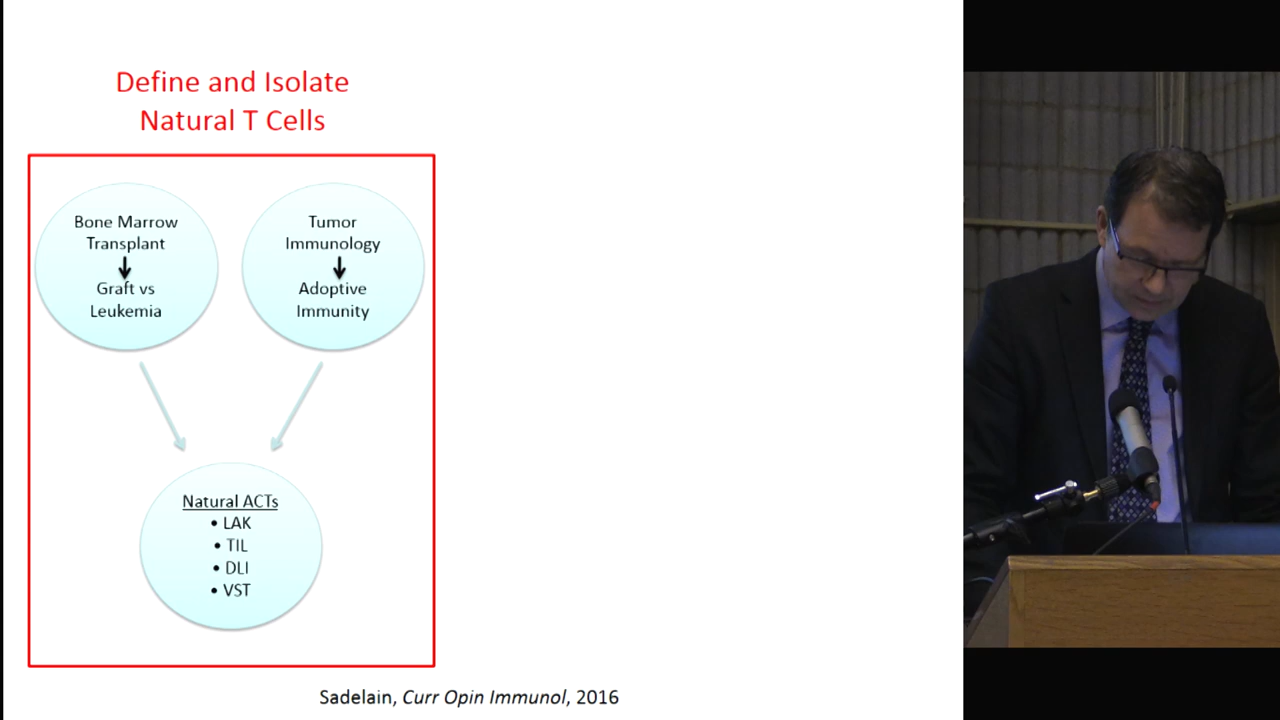 Define and Isolate
Natural T Cells
Bone Marrow
Transplant
Graft vs
Leukemia
Tumor
Immunology
Adoptive
Immunity
Natural ACTs
• LAK
• TIL
• DLI
• VST
Sadelain, Curr Opin Immunol, 2016